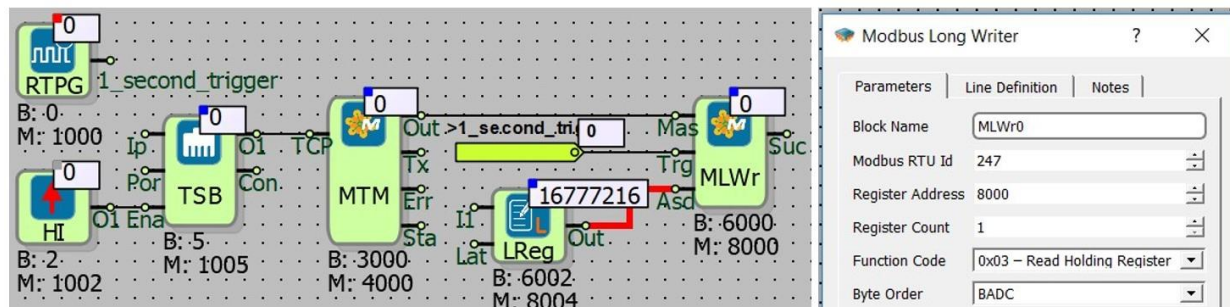 0
RTPG
1_second_trigger
B: 0
M: 1000
0
HI
O1
B: 2
M: 1002
0
Ip
Por
Ena
TSB
O1
Con
B: 5
M: 1005
0
TCP
MTM
Out
Tx
Err
Sta
B: 3000
M: 4000
>1_se.cond_tri
0
16777216
I1
Lat
LReg
Out
B: 6002
M: 8004
0
Mas
Trg
Asd
MLWr
Suc
B: 6000
M: 8000
Modbus Long Writer
?
Parameters
Line Definition
Notes
Block Name
MLWr0
Modbus RTU Id
247
Register Address
8000
Register Count
1
Function Code
0x03 – Read Holding Register
Byte Order
BADC